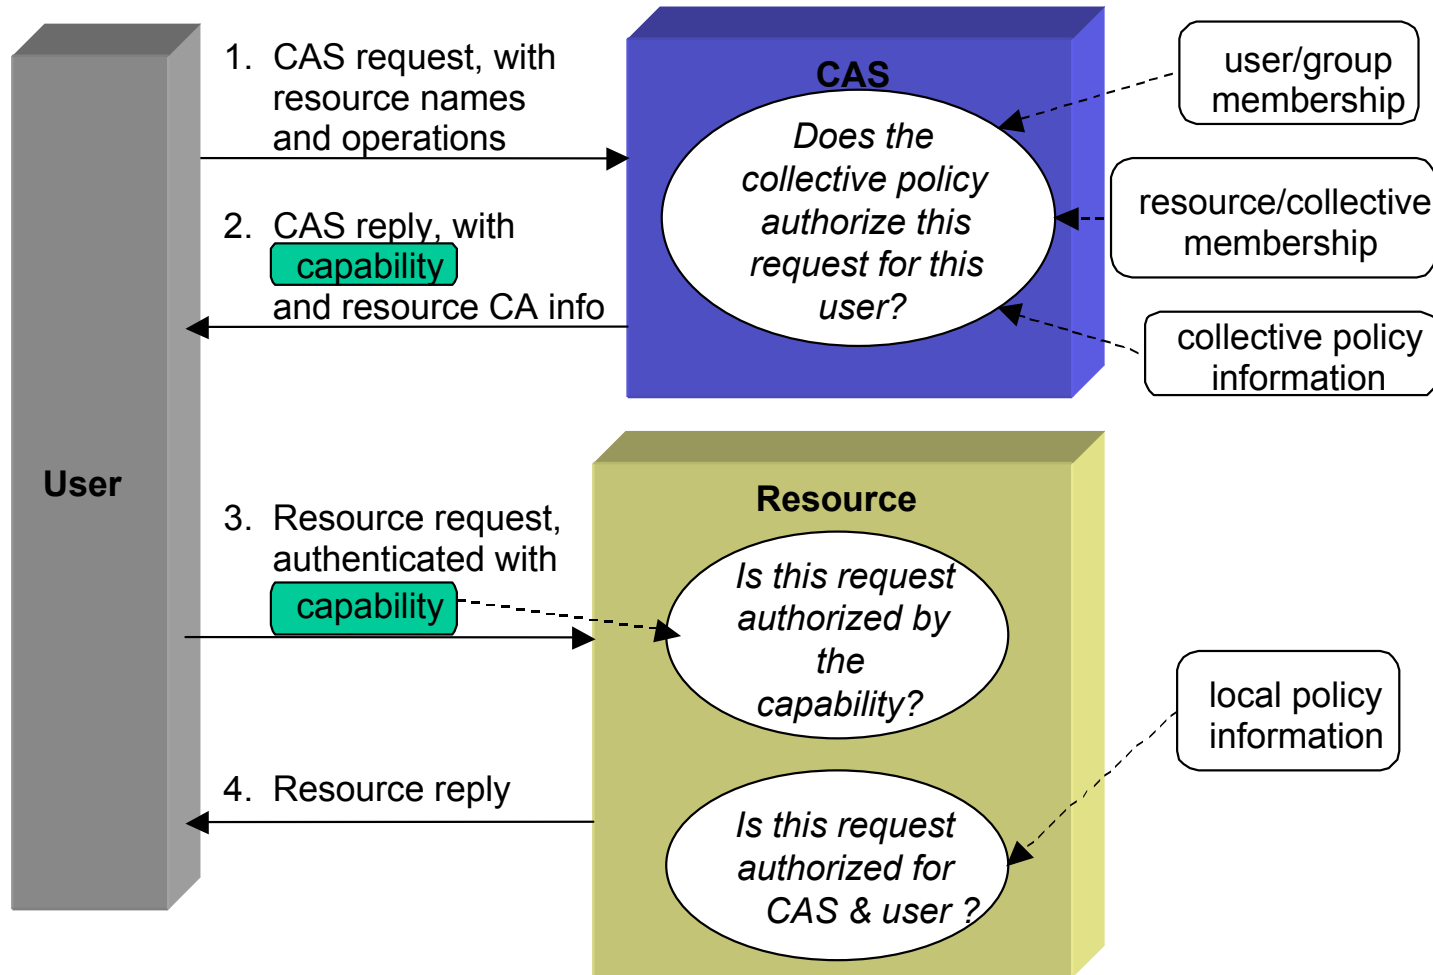 1. CAS request, with
resource names
and operations
CAS
Does the
collective policy
authorize this
request for this
user?
user/group
membership
resource/collective
membership
collective policy
information
2. CAS reply, with
capability
and resource CA info
User
Resource
3. Resource request,
authenticated with
capability
Is this request
authorized by
the
capability?
local policy
information
4. Resource reply
Is this request
authorized for
CAS & user ?